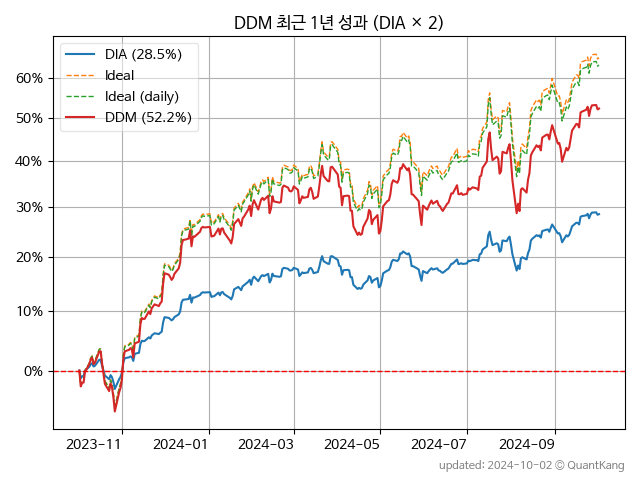 DDM 최근 1년 성과 (DIA × 2)
DIA (28.5%)
Ideal
Ideal (daily)
DDM (52.2%)
60%
50%
40%
30%
20%
10%
0%
2023-11 2024-01 2024-03 2024-05 2024-07 2024-09
updated: 2024-10-02 © QuantKang